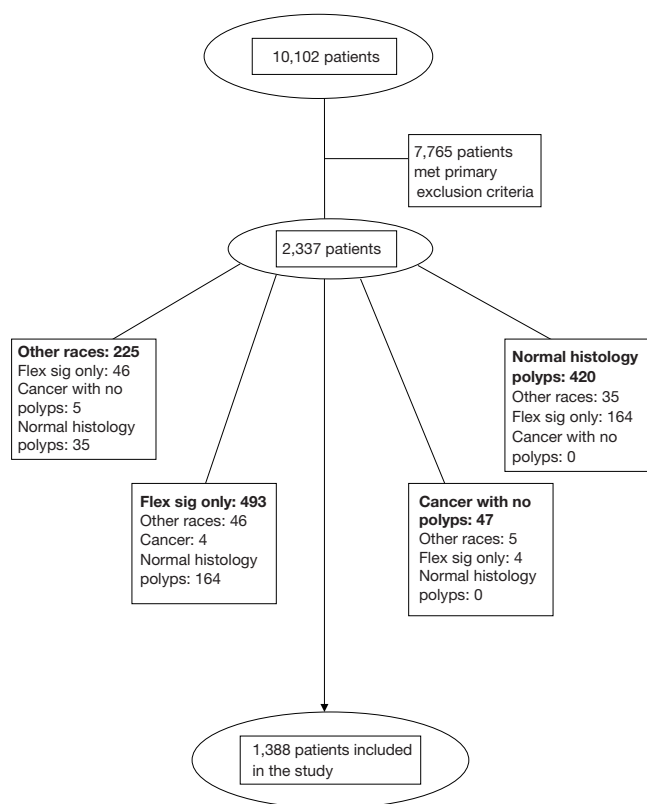 10,102 patients
7,765 patients
met primary
exclusion criteria
2,337 patients
Other races: 225
Flex sig only: 46
Cancer with no
polyps: 5
Normal histology
polyps: 35
Flex sig only: 493
Other races: 46
Cancer: 4
Normal histology
polyps: 164
Cancer with no
polyps: 47
Other races: 5
Flex sig only: 4
Normal histology
polyps: 0
Normal histology
polyps: 420
Other races: 35
Flex sig only: 164
Cancer with no
polyps: 0
1,388 patients included
in the study